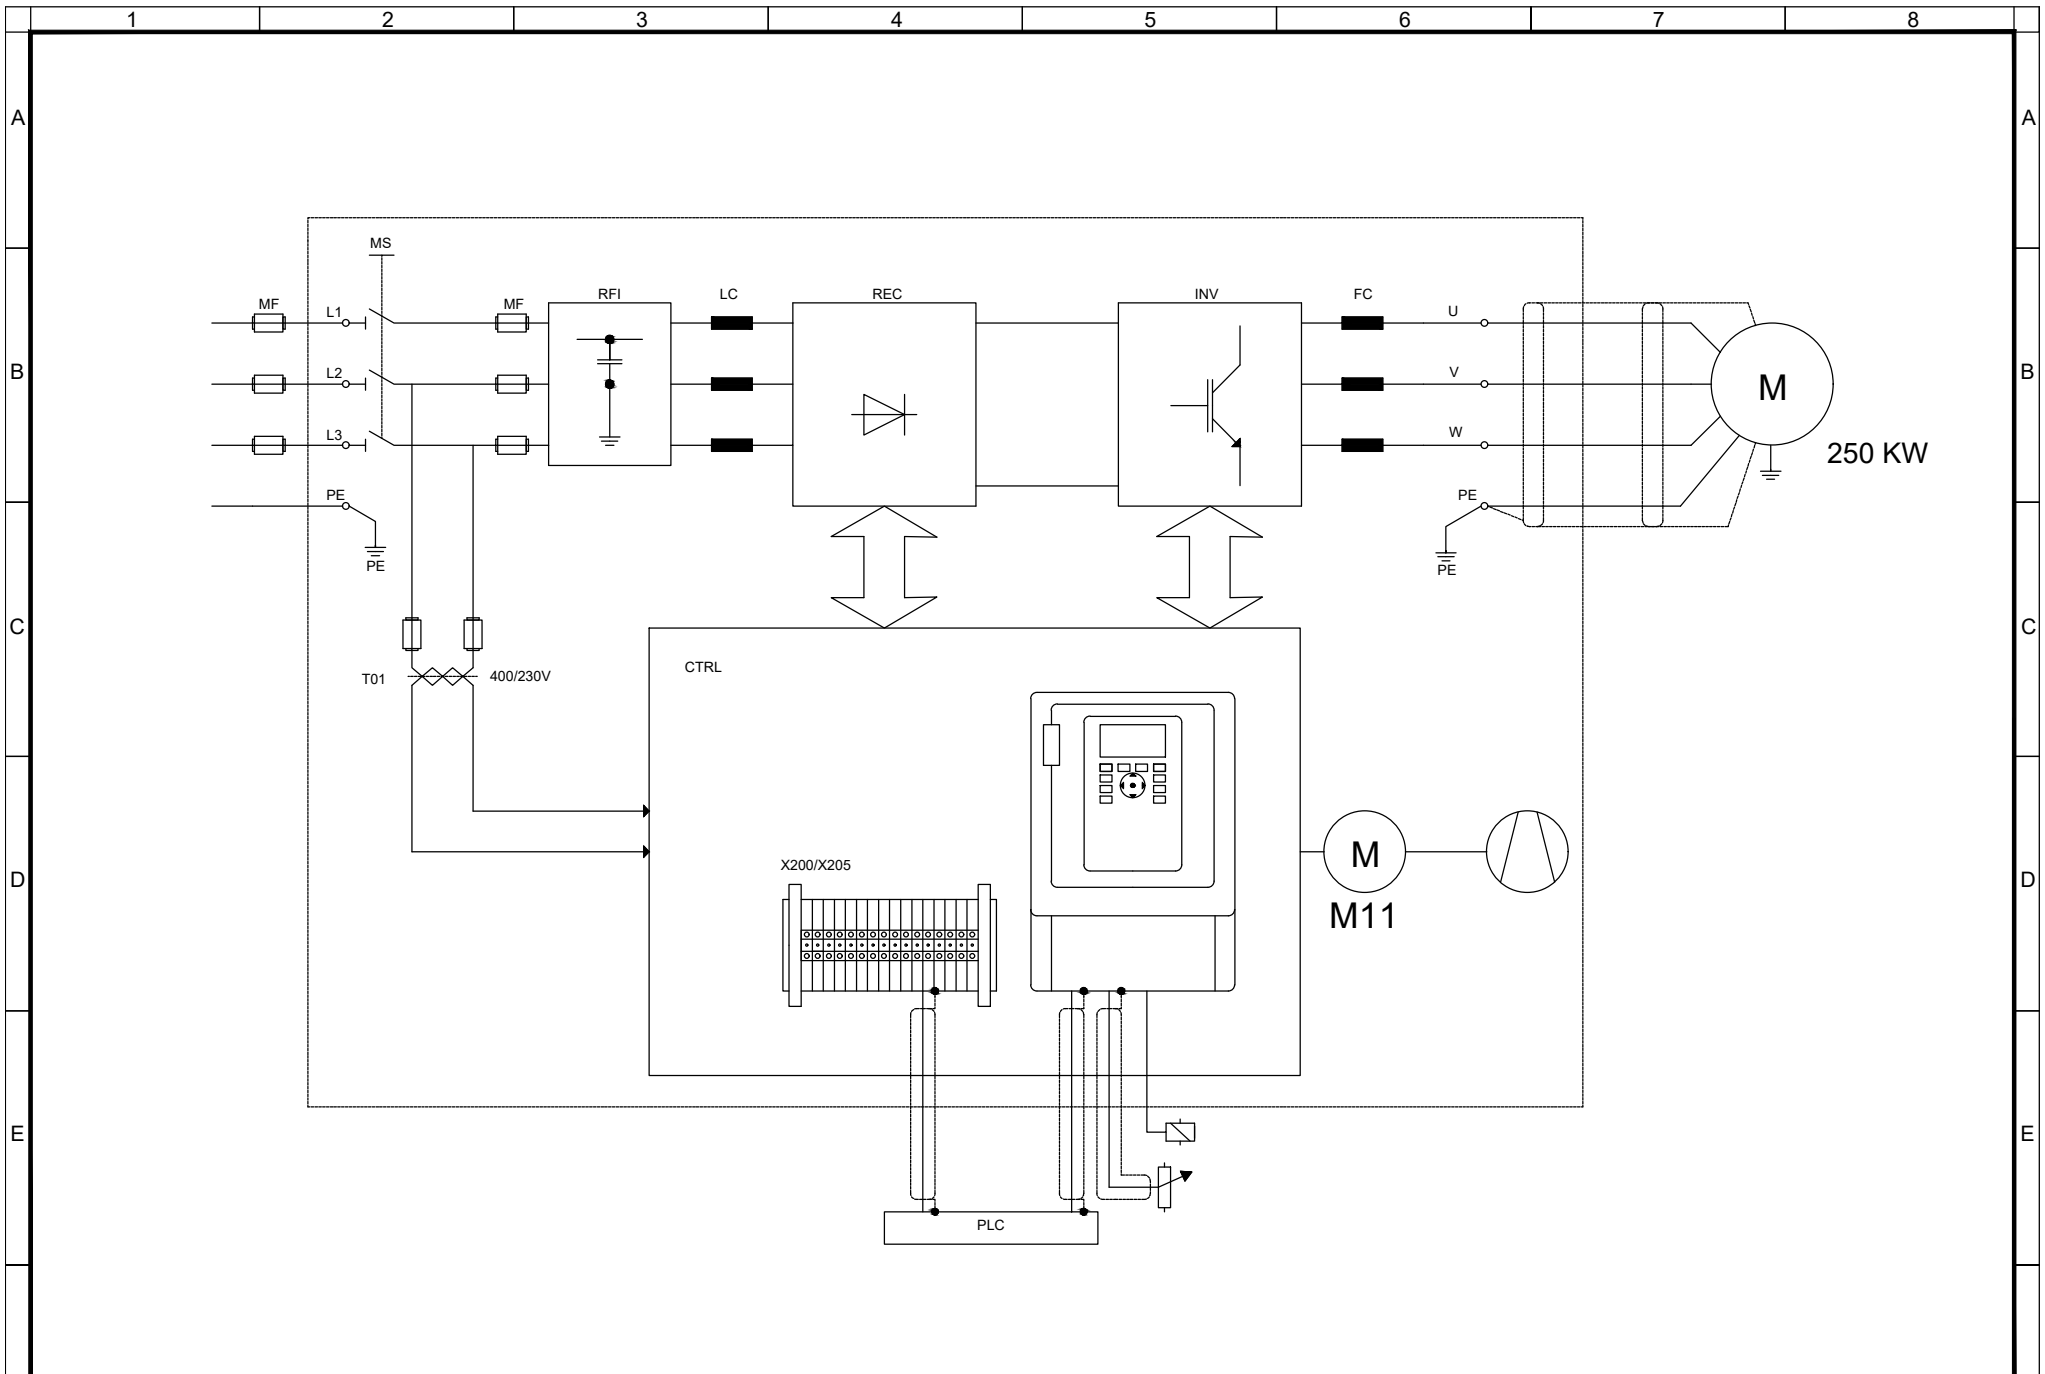 1 2 3 4 5 6 7 8
A A
MS
MF L1 MF RFI LC REC INV FC U
L2 V
B M B
L3 W
250 KW
PE PE
PE PE
C C
CTRL
T01 400/230V
M
X200/X205
D D
M11
E E
PLC